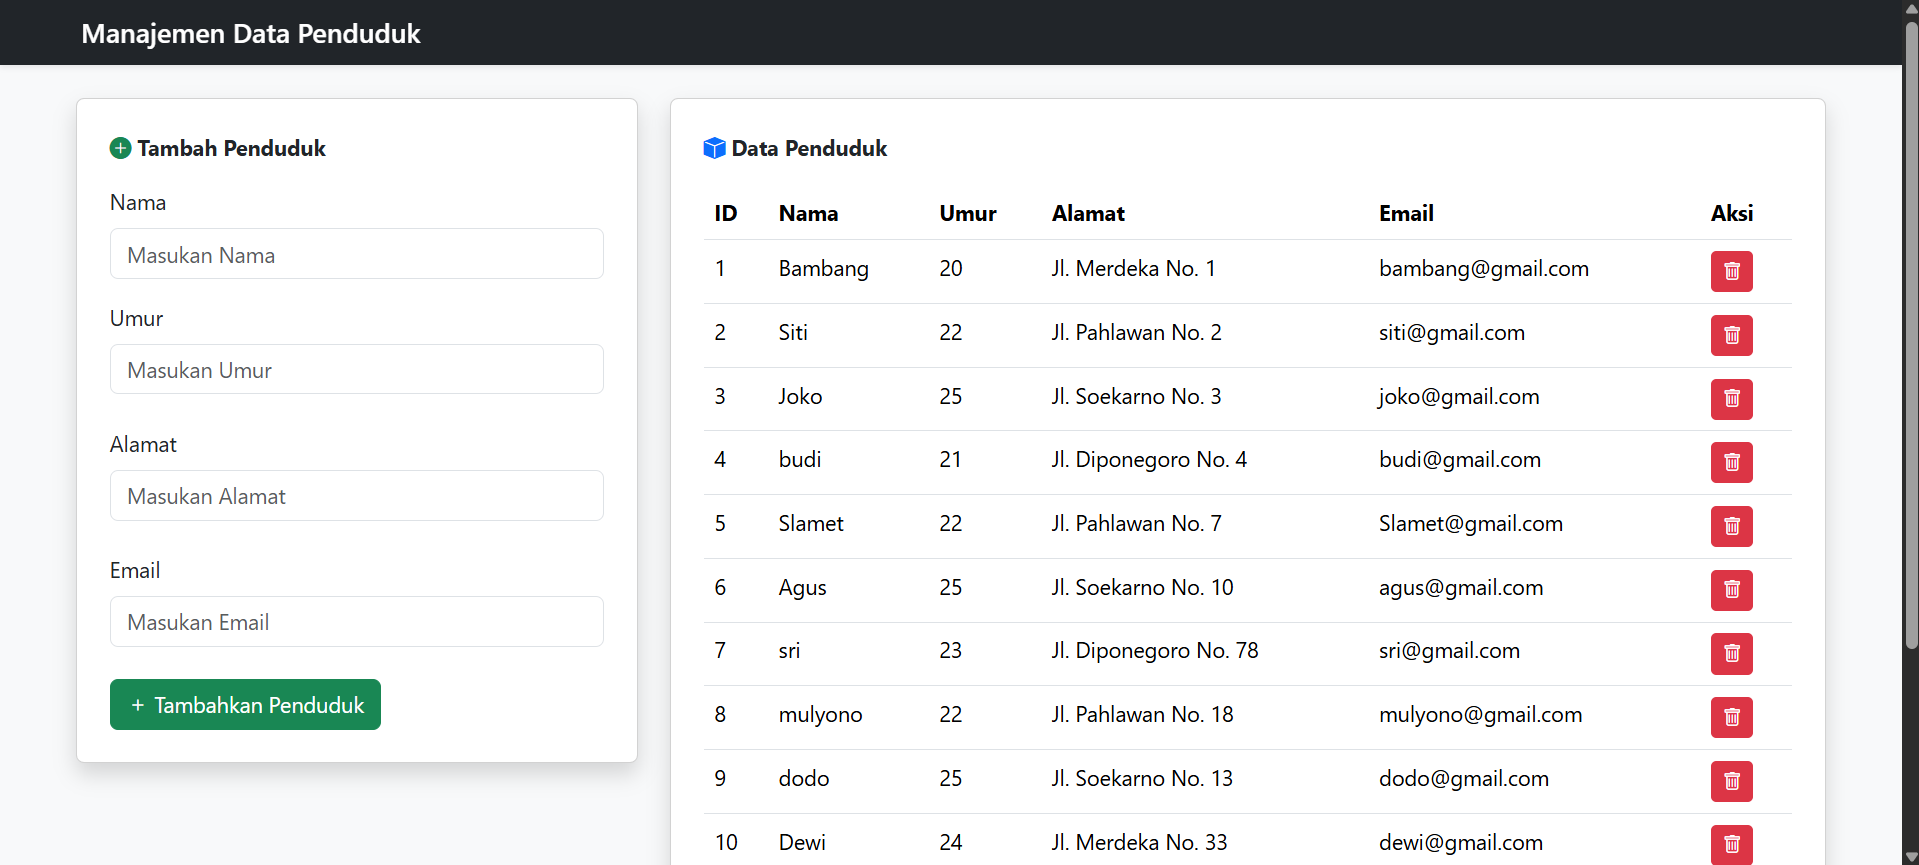 Manajemen Data Penduduk
Tambah Penduduk
Nama
Masukan Nama
Umur
Masukan Umur
Alamat
Masukan Alamat
Email
Masukan Email
+ Tambahkan Penduduk
Data Penduduk
ID Nama Umur Alamat Email Aksi
1 Bambang 20 Jl. Merdeka No. 1 bambang@gmail.com
2 Siti 22 Jl. Pahlawan No. 2 siti@gmail.com
3 Joko 25 Jl. Soekarno No. 3 joko@gmail.com
4 budi 21 Jl. Diponegoro No. 4 budi@gmail.com
5 Slamet 22 Jl. Pahlawan No. 7 Slamet@gmail.com
6 Agus 25 Jl. Soekarno No. 10 agus@gmail.com
7 sri 23 Jl. Diponegoro No. 78 sri@gmail.com
8 mulyono 22 Jl. Pahlawan No. 18 mulyono@gmail.com
9 dodo 25 Jl. Soekarno No. 13 dodo@gmail.com
10 Dewi 24 Jl. Merdeka No. 33 dewi@gmail.com